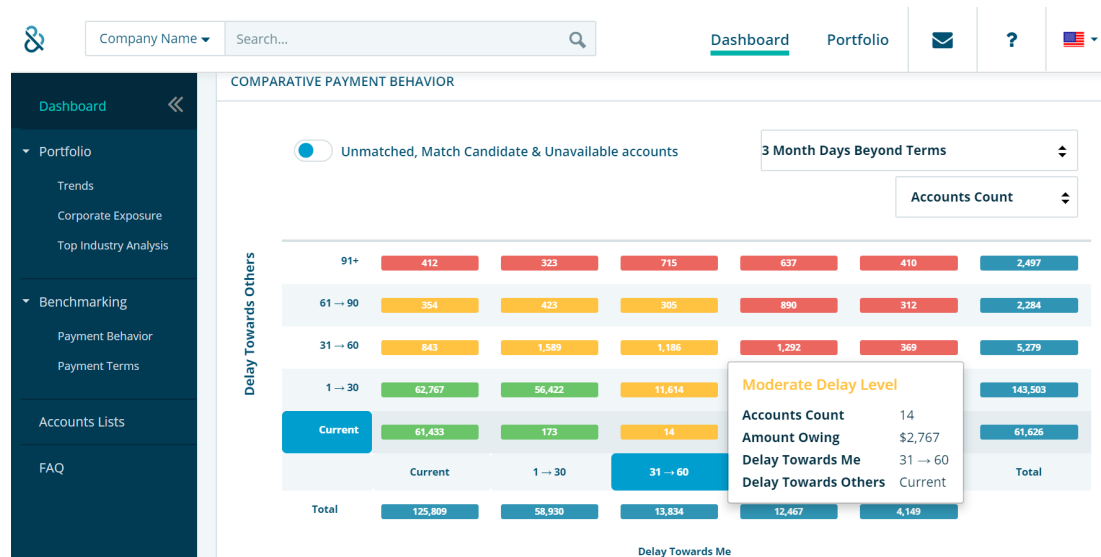 &
Company Name
Search...
Dashboard
Portfolio
?
Dashboard
Portfolio
Trends
Corporate Exposure
Top Industry Analysis
Benchmarking
Payment Behavior
Payment Terms
Accounts Lists
FAQ
COMPARATIVE PAYMENT BEHAVIOR
Unmatched, Match Candidate & Unavailable accounts
3 Month Days Beyond Terms
Accounts Count
Delay Towards Others
91+ 412 323 715 637 410 2,497
61 → 90 354 423 305 890 312 2,284
31 → 60 843 1,589 1,186 1,292 369 5,279
1 → 30 62,767 56,422 11,614 143,503
Current 61,433 173 14 61,626
Current 1 → 30 31 → 60 Total
Total 125,809 58,930 13,834 12,467 4,149
Delay Towards Me
Moderate Delay Level
Accounts Count 14
Amount Owing $2,767
Delay Towards Me 31 → 60
Delay Towards Others Current